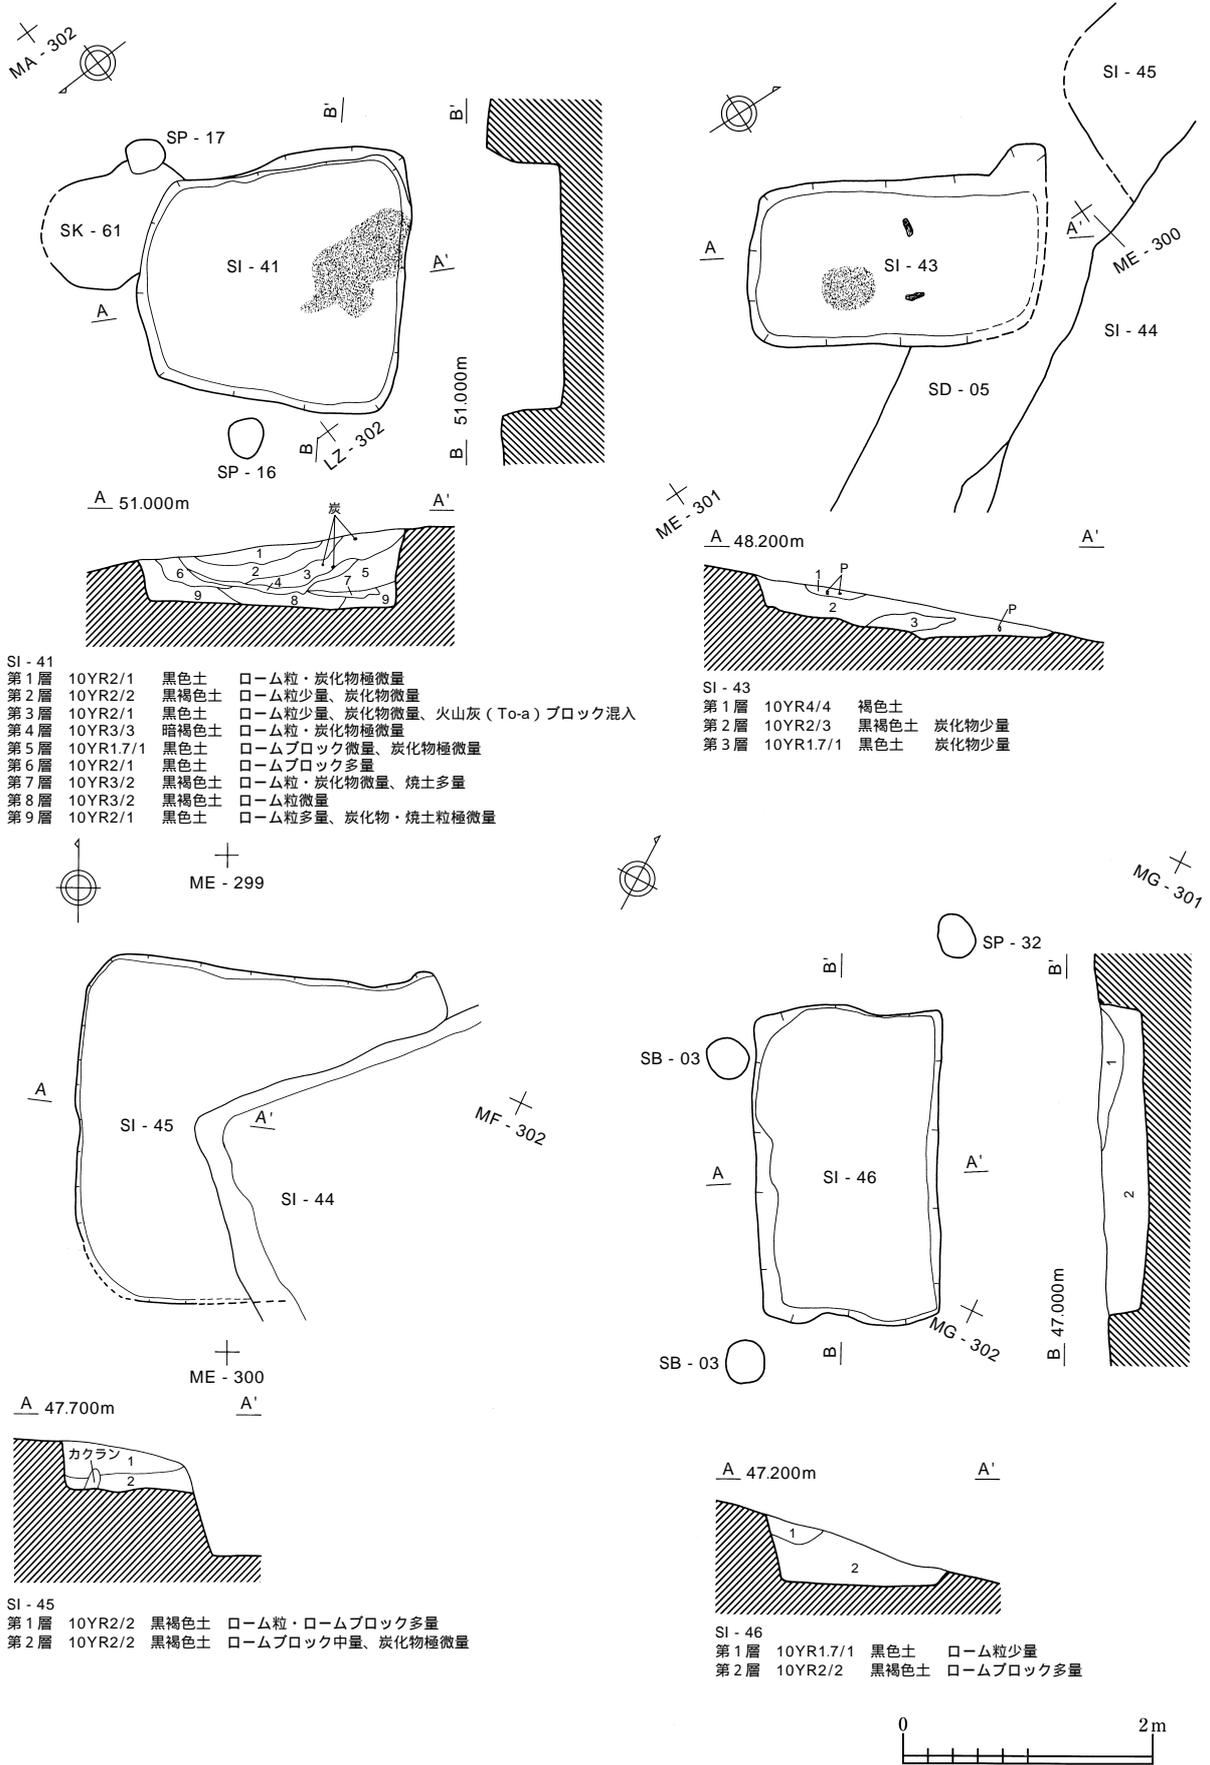 MA - 302
SP - 17
SK - 61
SI - 41
A
A'
B'
B
SP - 16
LZ - 302
B'
B 51.000m
A 51.000m
A'
炭
1
2
3
4
5
6
7
8
9
9
SI - 41
第1層 10YR2/1 黒色土 ローム粒・炭化物極微量
第2層 10YR2/2 黒褐色土 ローム粒少量、炭化物微量
第3層 10YR2/1 黒色土 ローム粒少量、炭化物微量、火山灰（To-a）ブロック混入
第4層 10YR3/3 暗褐色土 ローム粒・炭化物極微量
第5層 10YR1.7/1 黒色土 ロームブロック微量、炭化物極微量
第6層 10YR2/1 黒色土 ロームブロック多量
第7層 10YR3/2 黒褐色土 ローム粒・炭化物微量、焼土多量
第8層 10YR3/2 黒褐色土 ローム粒微量
第9層 10YR2/1 黒色土 ローム粒多量、炭化物・焼土粒極微量
SI - 45
A
A'
SI - 43
ME - 300
SI - 44
SD - 05
ME - 301
A 48.200m
A'
1
P
2
3
P
SI - 43
第1層 10YR4/4 褐色土
第2層 10YR2/3 黒褐色土 炭化物少量
第3層 10YR1.7/1 黒色土 炭化物少量
ME - 299
A
SI - 45
A'
MF - 302
SI - 44
ME - 300
A 47.700m
A'
カクラン
1
2
SI - 45
第1層 10YR2/2 黒褐色土 ローム粒・ロームブロック多量
第2層 10YR2/2 黒褐色土 ロームブロック中量、炭化物極微量
MG - 301
SP - 32
B'
B'
SB - 03
1
A
SI - 46
A'
2
MG - 302
B
B 47.000m
SB - 03
A 47.200m
A'
1
2
SI - 46
第1層 10YR1.7/1 黒色土 ローム粒少量
第2層 10YR2/2 黒褐色土 ロームブロック多量
0 2m